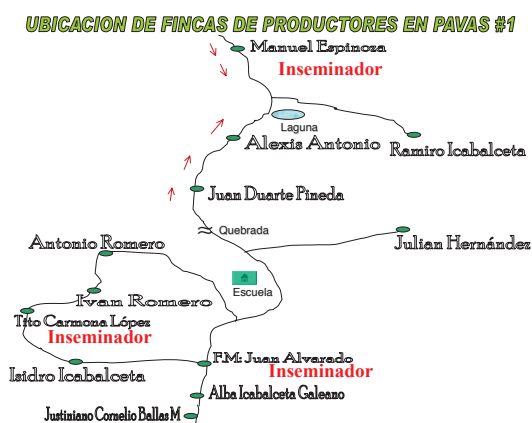 UBICACION DE FINCAS DE PRODUCTORES EN PAVAS #1
Manuel Espinoza
Inseminador
Laguna
Alexis Antonio
Ramiro Icabalceta
Juan Duarte Pineda
Quebrada
Julian Hernández
Antonio Romero
Escuela
Ivan Romero
Tito Carmona López
Inseminador
F.M: Juan Alvarado
Inseminador
Isidro Icabalceta
Alba Icabalceta Galeano
Justiniano Cornelio Ballas M